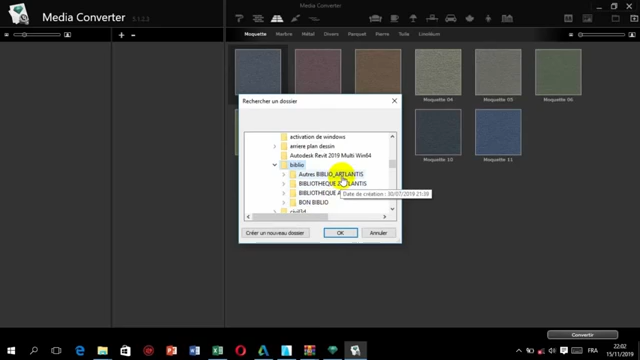 Media Converter
Media Converter 5.1.2.3
Moquette Marbre Métal Divers Parquet Pierre Tuile Linoléum
Moquette 04 Moquette 05 Moquette 06
Rechercher un dossier
activation de windows
arriere plan dessin
Autodesk Revit 2019 Multi Win64
biblio
Autres BIBLIO_ARTLANTIS
BIBLIOTHEQUE
BIBLIOTHEQUE
Date de création : 30/07/2019 21:39
BON BIBLIO
civil3d
Moquette 10 Moquette 11
Créer un nouveau dossier OK Annuler
Convertir
FRA
22:02
15/11/2019